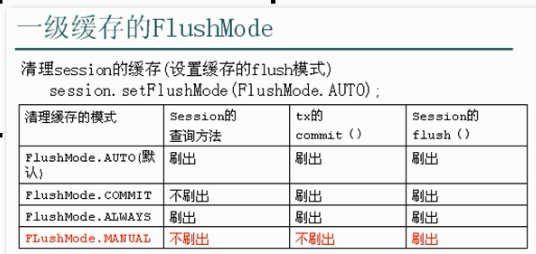 一级缓存的FlushMode
清理session的缓存(设置缓存的flush模式)
session.setFlushMode(FlushMode.AUTO);
清理缓存的模式 Session的查询方法 tx的commit() Session的flush()
FlushMode.AUTO(默认) 刷出 刷出 刷出
FlushMode.COMMIT 不刷出 刷出 刷出
FlushMode.ALWAYS 刷出 刷出 刷出
FLushMode.MANUAL 不刷出 不刷出 刷出